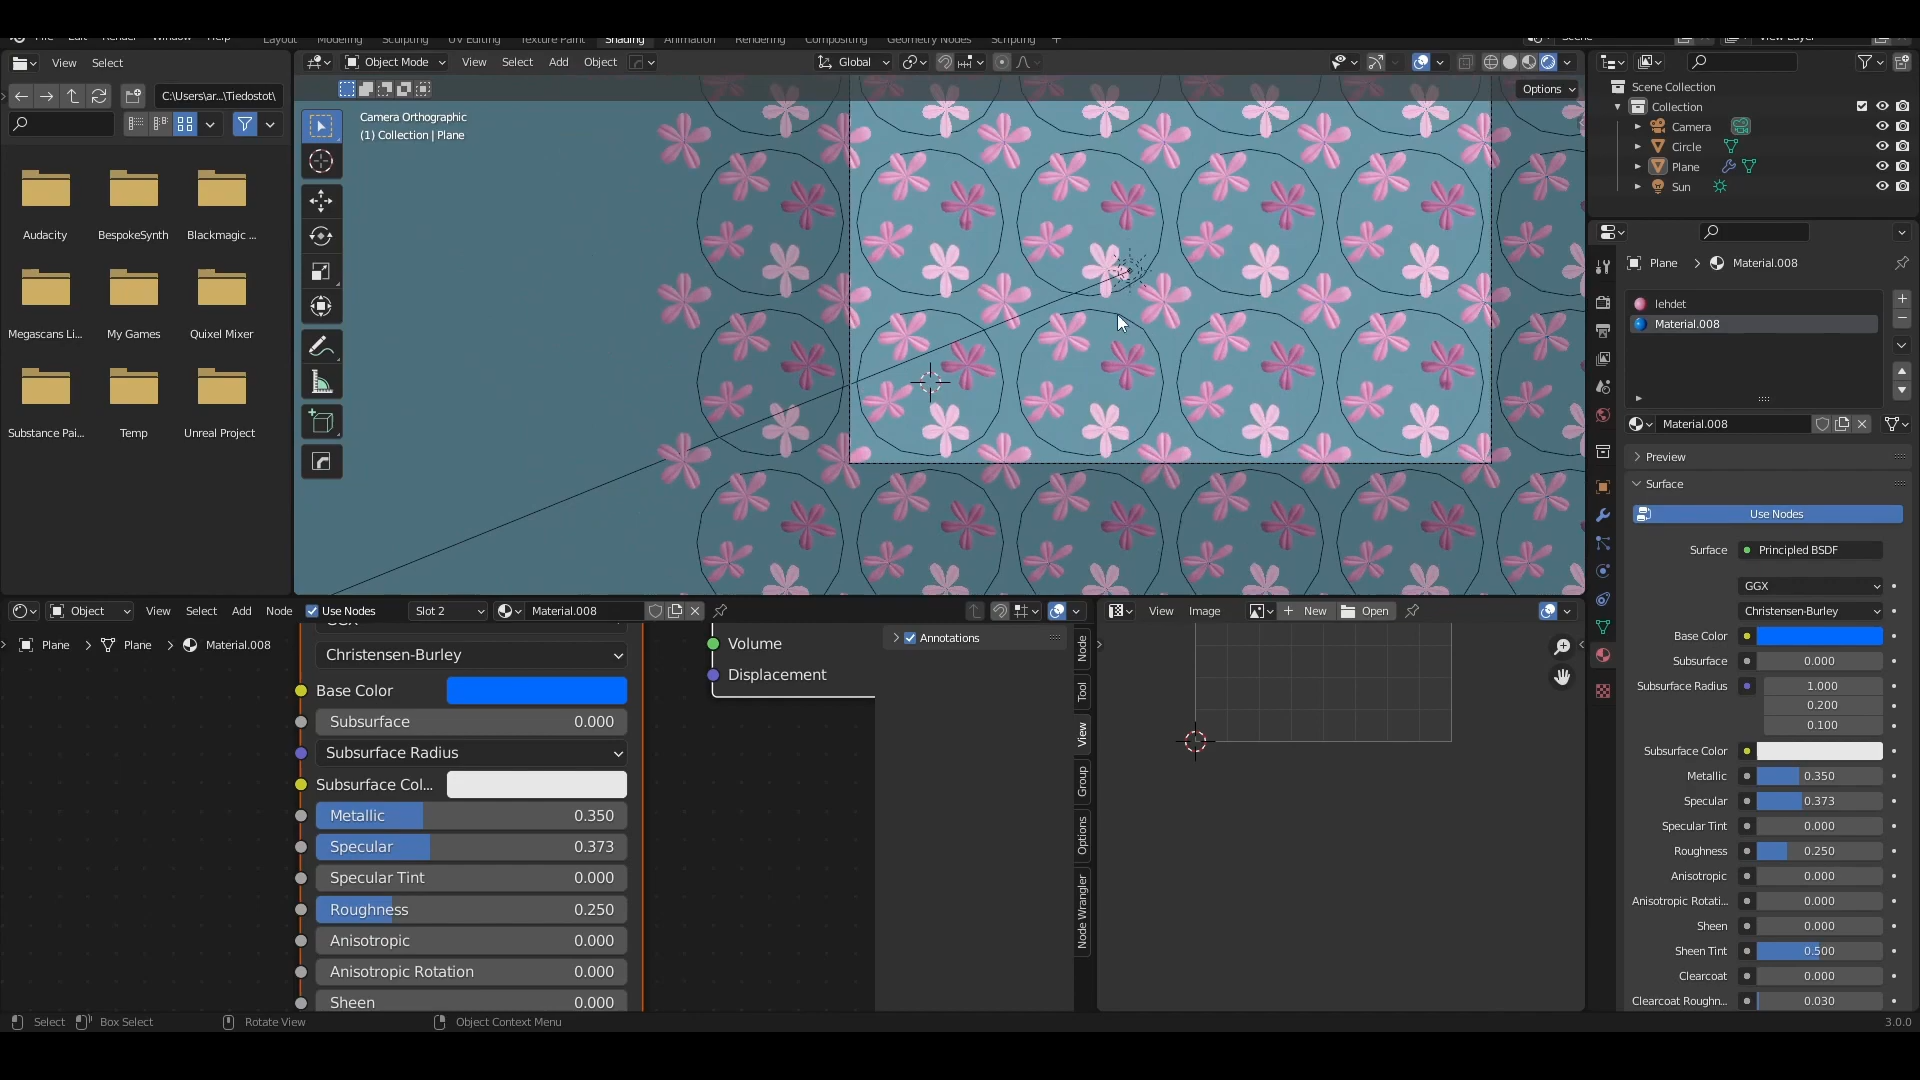 File Edit Render Window Help Layout Modeling Sculpting UV Editing Texture Paint Shading Animation Rendering Compositing Geometry Nodes Scripting + Scene View Layer
View Select
C:\Users\ar...\Tiedostot\
Audacity BespokeSynth Blackmagic ...
Megascans Li... My Games Quixel Mixer
Substance Pai... Temp Unreal Project
Object Mode View Select Add Object Global
Options
Camera Orthographic
(1) Collection | Plane
Scene Collection
Collection
Camera
Circle
Plane
Sun
Plane > Material.008
lehdet
Material.008
Material.008
Preview
Surface
Use Nodes
Surface Principled BSDF
GGX
Christensen-Burley
Base Color
Subsurface 0.000
Subsurface Radius 1.000
0.200
0.100
Subsurface Color
Metallic 0.350
Specular 0.373
Specular Tint 0.000
Roughness 0.250
Anisotropic 0.000
Anisotropic Rotati... 0.000
Sheen 0.000
Sheen Tint 0.500
Clearcoat 0.000
Clearcoat Roughn... 0.030
Object View Select Add Node Use Nodes Slot 2 Material.008
Plane > Plane > Material.008
GGX
Christensen-Burley
Base Color
Subsurface 0.000
Subsurface Radius
Subsurface Col...
Metallic 0.350
Specular 0.373
Specular Tint 0.000
Roughness 0.250
Anisotropic 0.000
Anisotropic Rotation 0.000
Sheen 0.000
Volume
Displacement
Annotations
Node
Tool
View
Group
Options
Node Wrangler
View Image New Open
Select Box Select Rotate View Object Context Menu 3.0.0